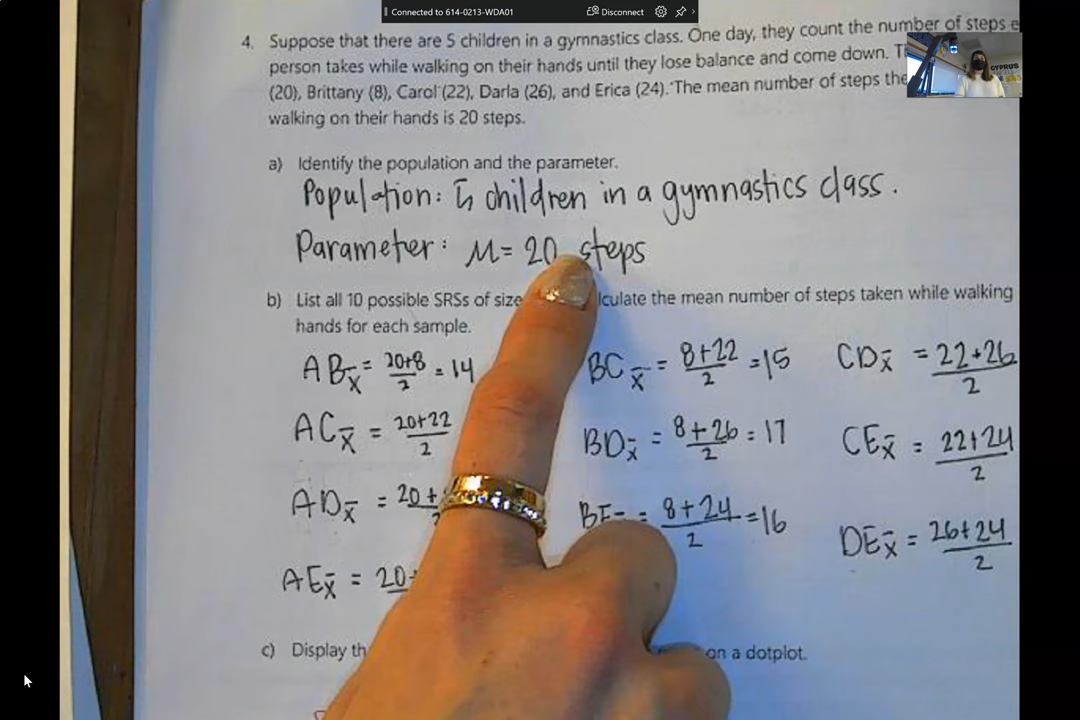 Connected to 614-0213-WDA01 Disconnect
4. Suppose that there are 5 children in a gymnastics class. One day, they count the number of steps
person takes while walking on their hands until they lose balance and come down.
(20), Brittany (8), Carol (22), Darla (26), and Erica (24). The mean number of steps the
walking on their hands is 20 steps.
CYPRUS
a) Identify the population and the parameter.
Population: 5 children in a gymnastics class.
Parameter: μ = 20 steps
b) List all 10 possible SRSs of size lculate the mean number of steps taken while walking
hands for each sample.
AB x̄ = 20+8/2 = 14 BC x̄ = 8+22/2 = 15 CD x̄ = 22+26/2
AC x̄ = 20+22/2 BD x̄ = 8+26/2 = 17 CE x̄ = 22+24/2
AD x̄ = 20+ BE = 8+24/2 = 16 DE x̄ = 26+24/2
AE x̄ = 20
c) Display th on a dotplot.